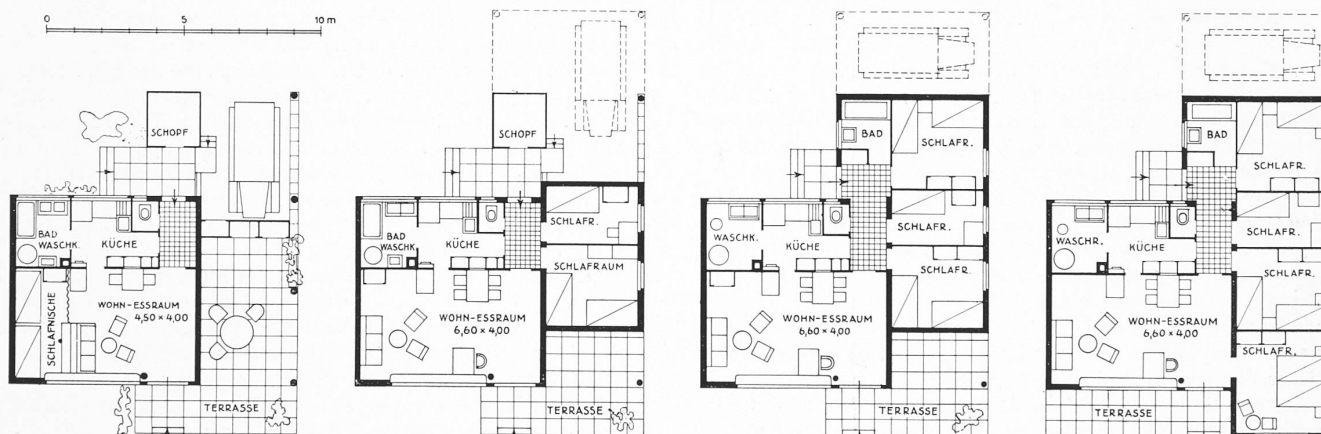 0 5 10 m
SCHOPF
BAD
WASCHK.
KÜCHE
SCHLAFNISCHE
WOHN-ESSRAUM
4,50 × 4,00
TERRASSE
SCHOPF
BAD
WASCHK.
KÜCHE
SCHLAFR.
SCHLAFRAUM
WOHN-ESSRAUM
6,60 × 4,00
TERRASSE
BAD
SCHLAFR.
WASCHK.
KÜCHE
SCHLAFR.
SCHLAFR.
WOHN-ESSRAUM
6,60 × 4,00
TERRASSE
BAD
SCHLAFR.
WASCHR.
KÜCHE
SCHLAFR.
SCHLAFR.
WOHN-ESSRAUM
6,60 × 4,00
SCHLAFR.
TERRASSE